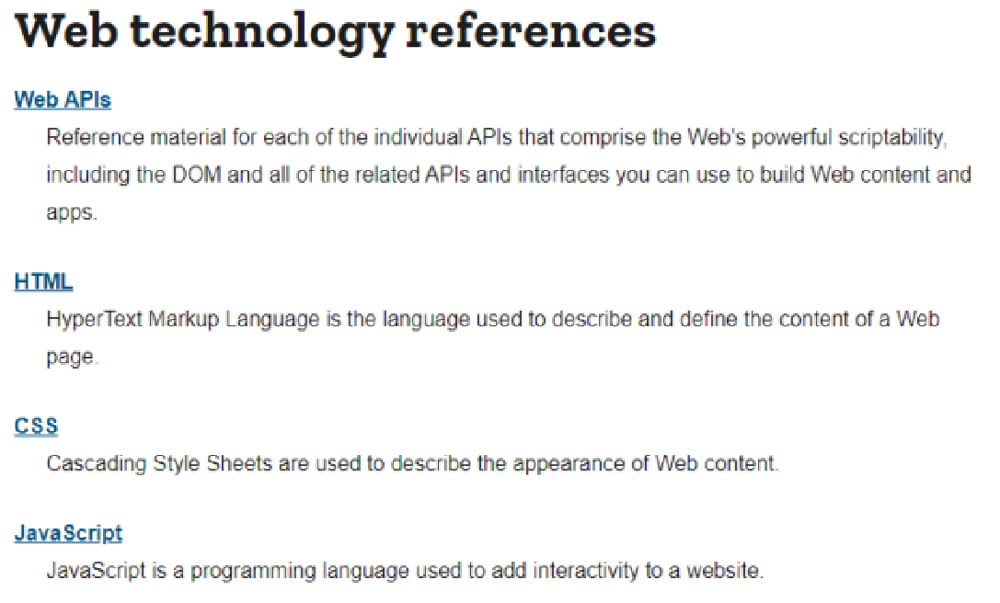 Web technology references
Web APIs
Reference material for each of the individual APIs that comprise the Web's powerful scriptability,
including the DOM and all of the related APIs and interfaces you can use to build Web content and
apps.
HTML
HyperText Markup Language is the language used to describe and define the content of a Web
page.
CSS
Cascading Style Sheets are used to describe the appearance of Web content.
JavaScript
JavaScript is a programming language used to add interactivity to a website.